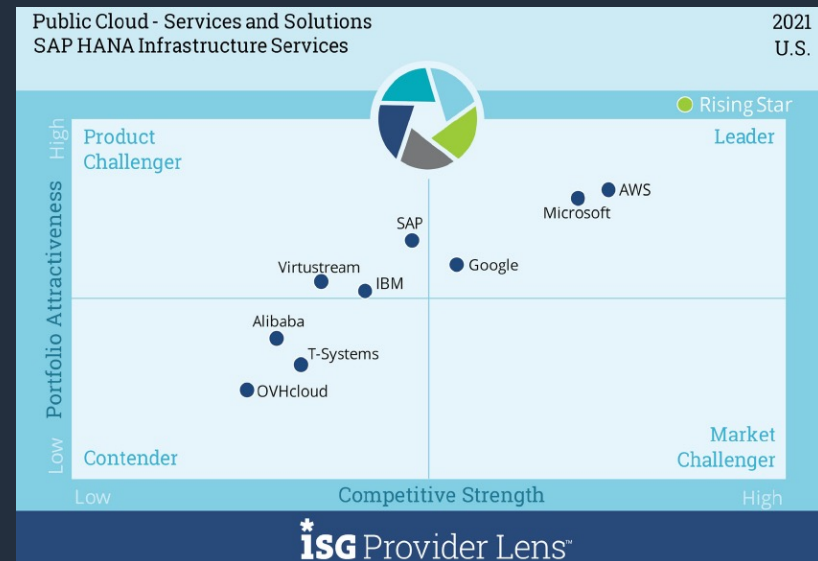 Public Cloud - Services and Solutions
SAP HANA Infrastructure Services
2021
U.S.
Rising Star
High
Portfolio Attractiveness
Low
Product
Challenger
Leader
AWS
Microsoft
SAP
Google
Virtustream
IBM
Alibaba
T-Systems
OVHcloud
Contender
Market
Challenger
Low
Competitive Strength
High
*ISG Provider Lens™